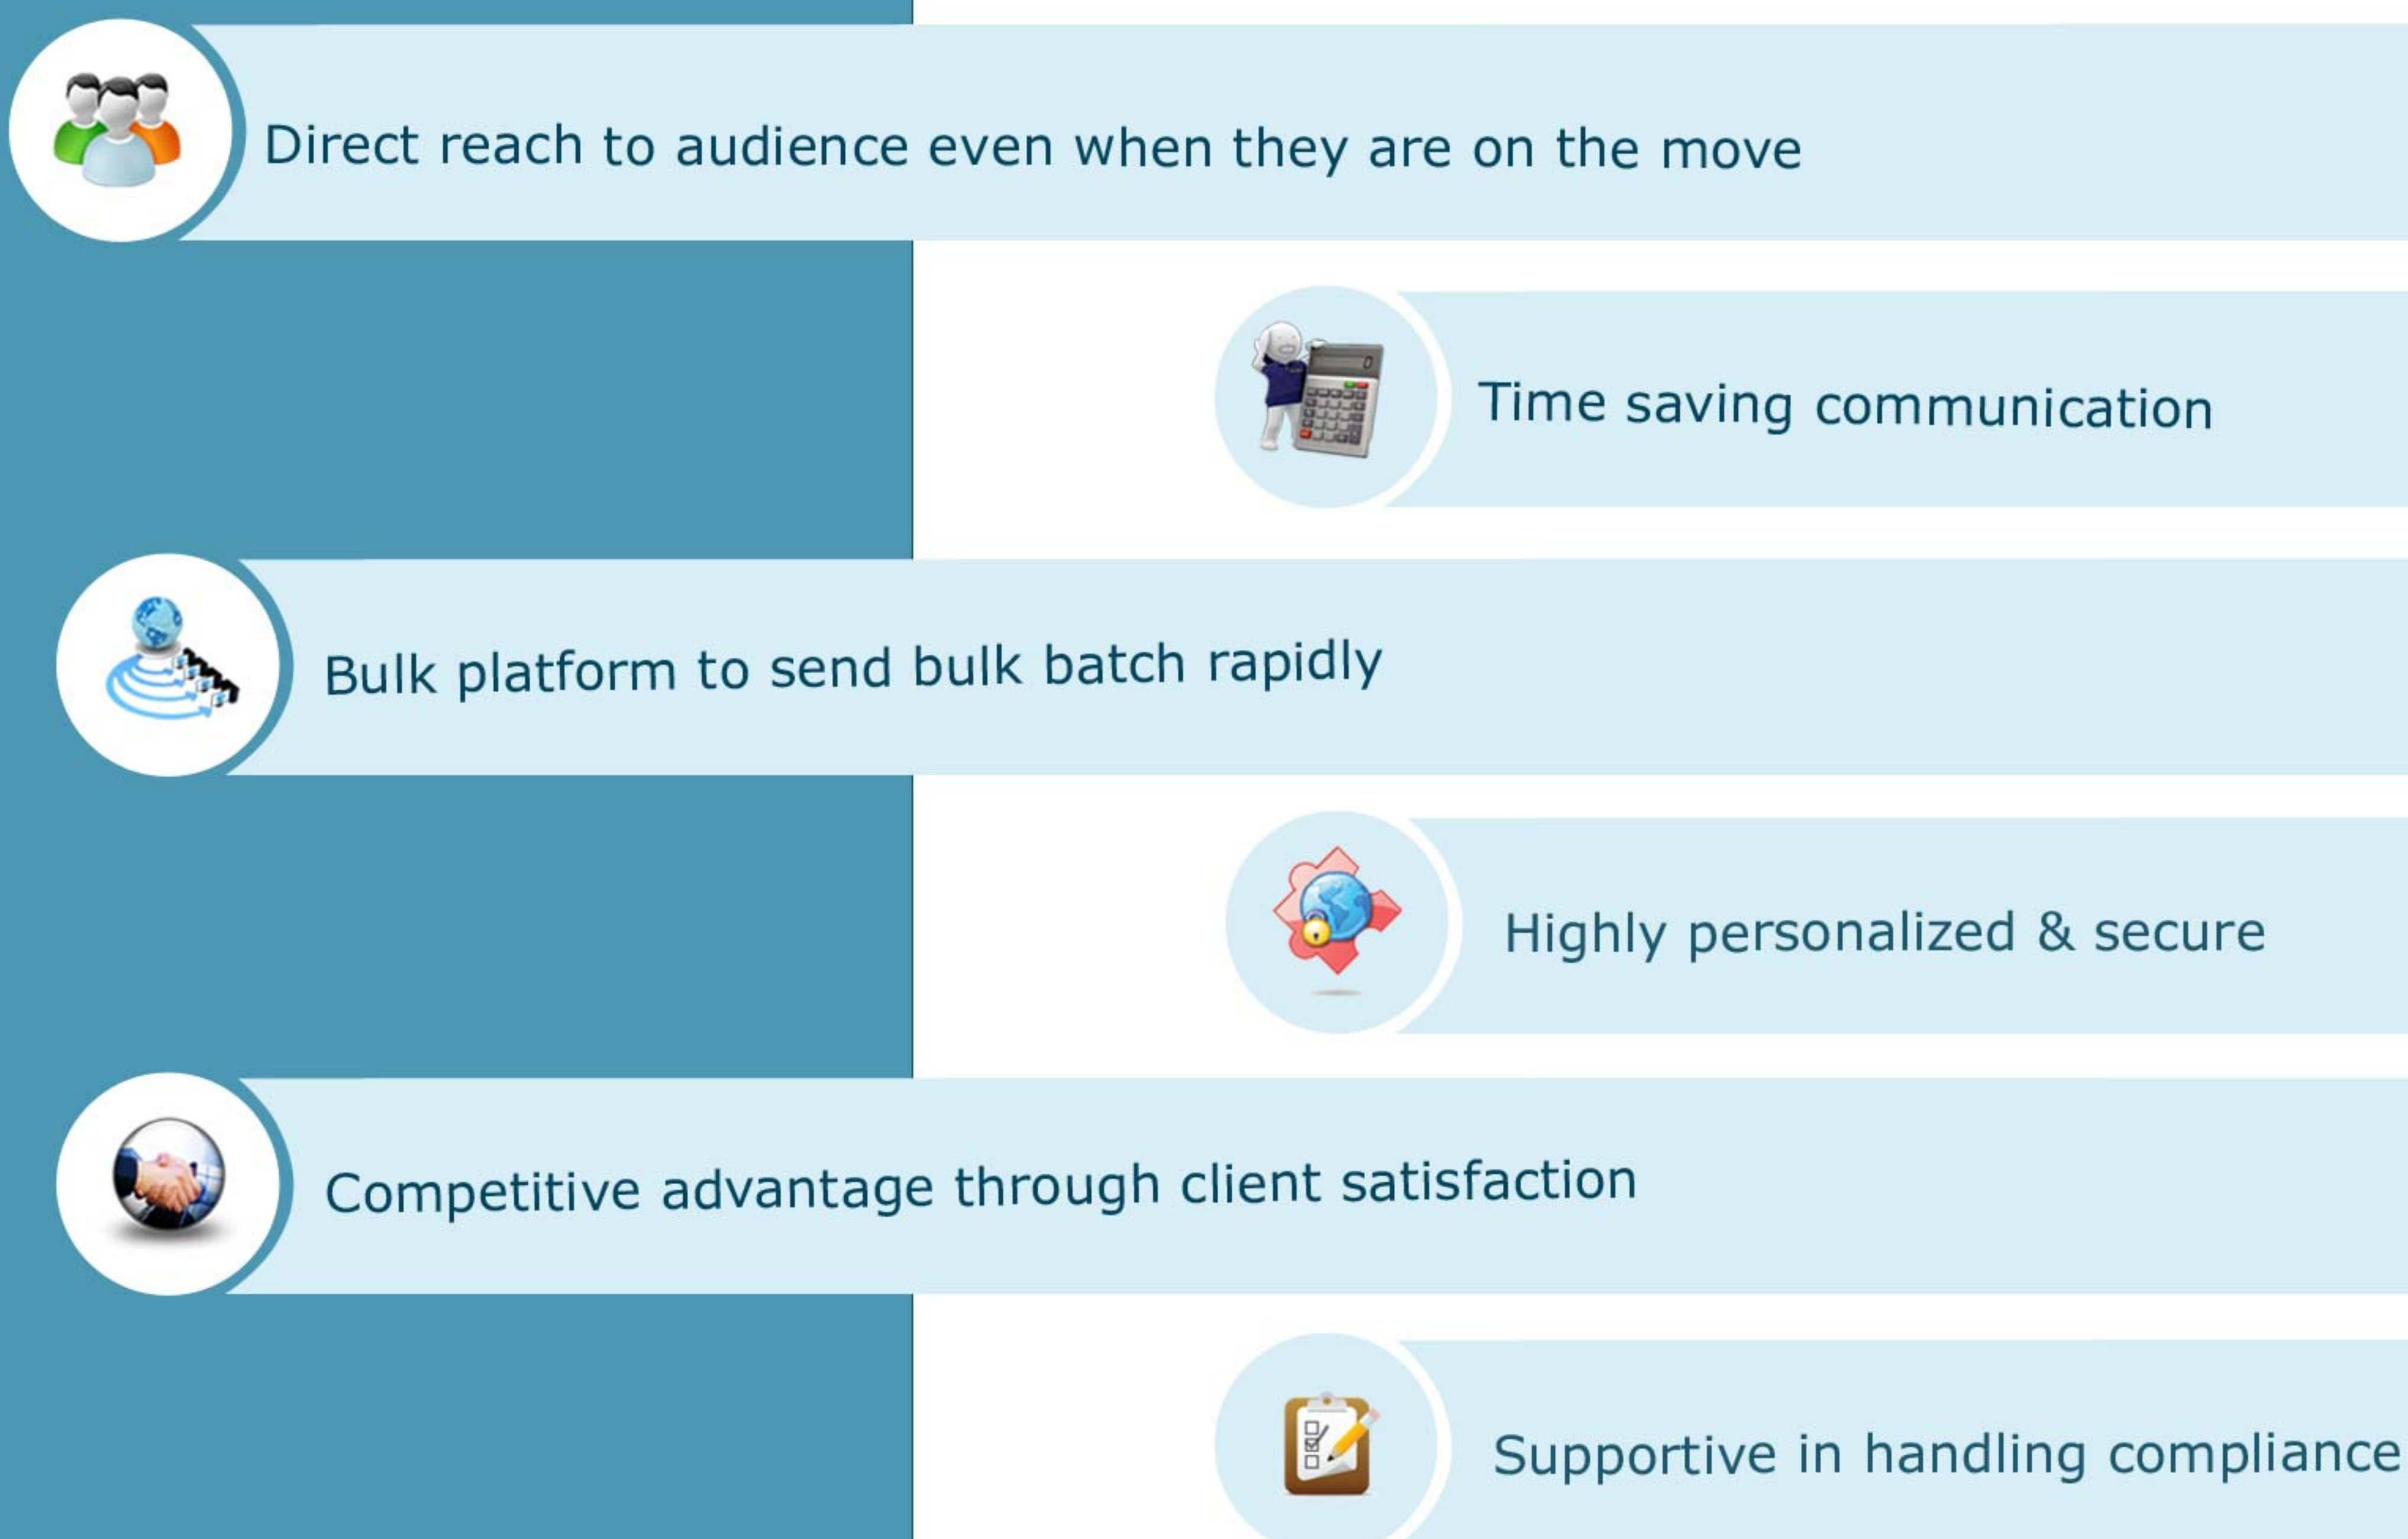 Direct reach to audience even when they are on the move
Time saving communication
Bulk platform to send bulk batch rapidly
Highly personalized & secure
Competitive advantage through client satisfaction
Supportive in handling compliance